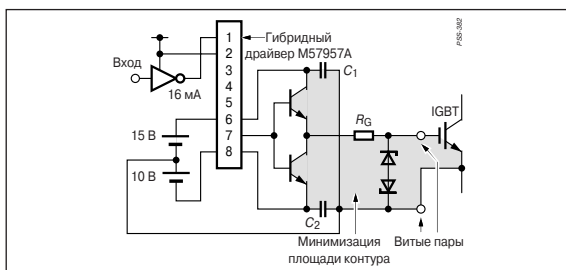 PSS-382
Гибридный
драйвер M57957A
Вход
16 мА
1
2
3
4
5
6
7
8
C1
RG
IGBT
15 В
10 В
C2
Минимизация
площади контура
Витые пары